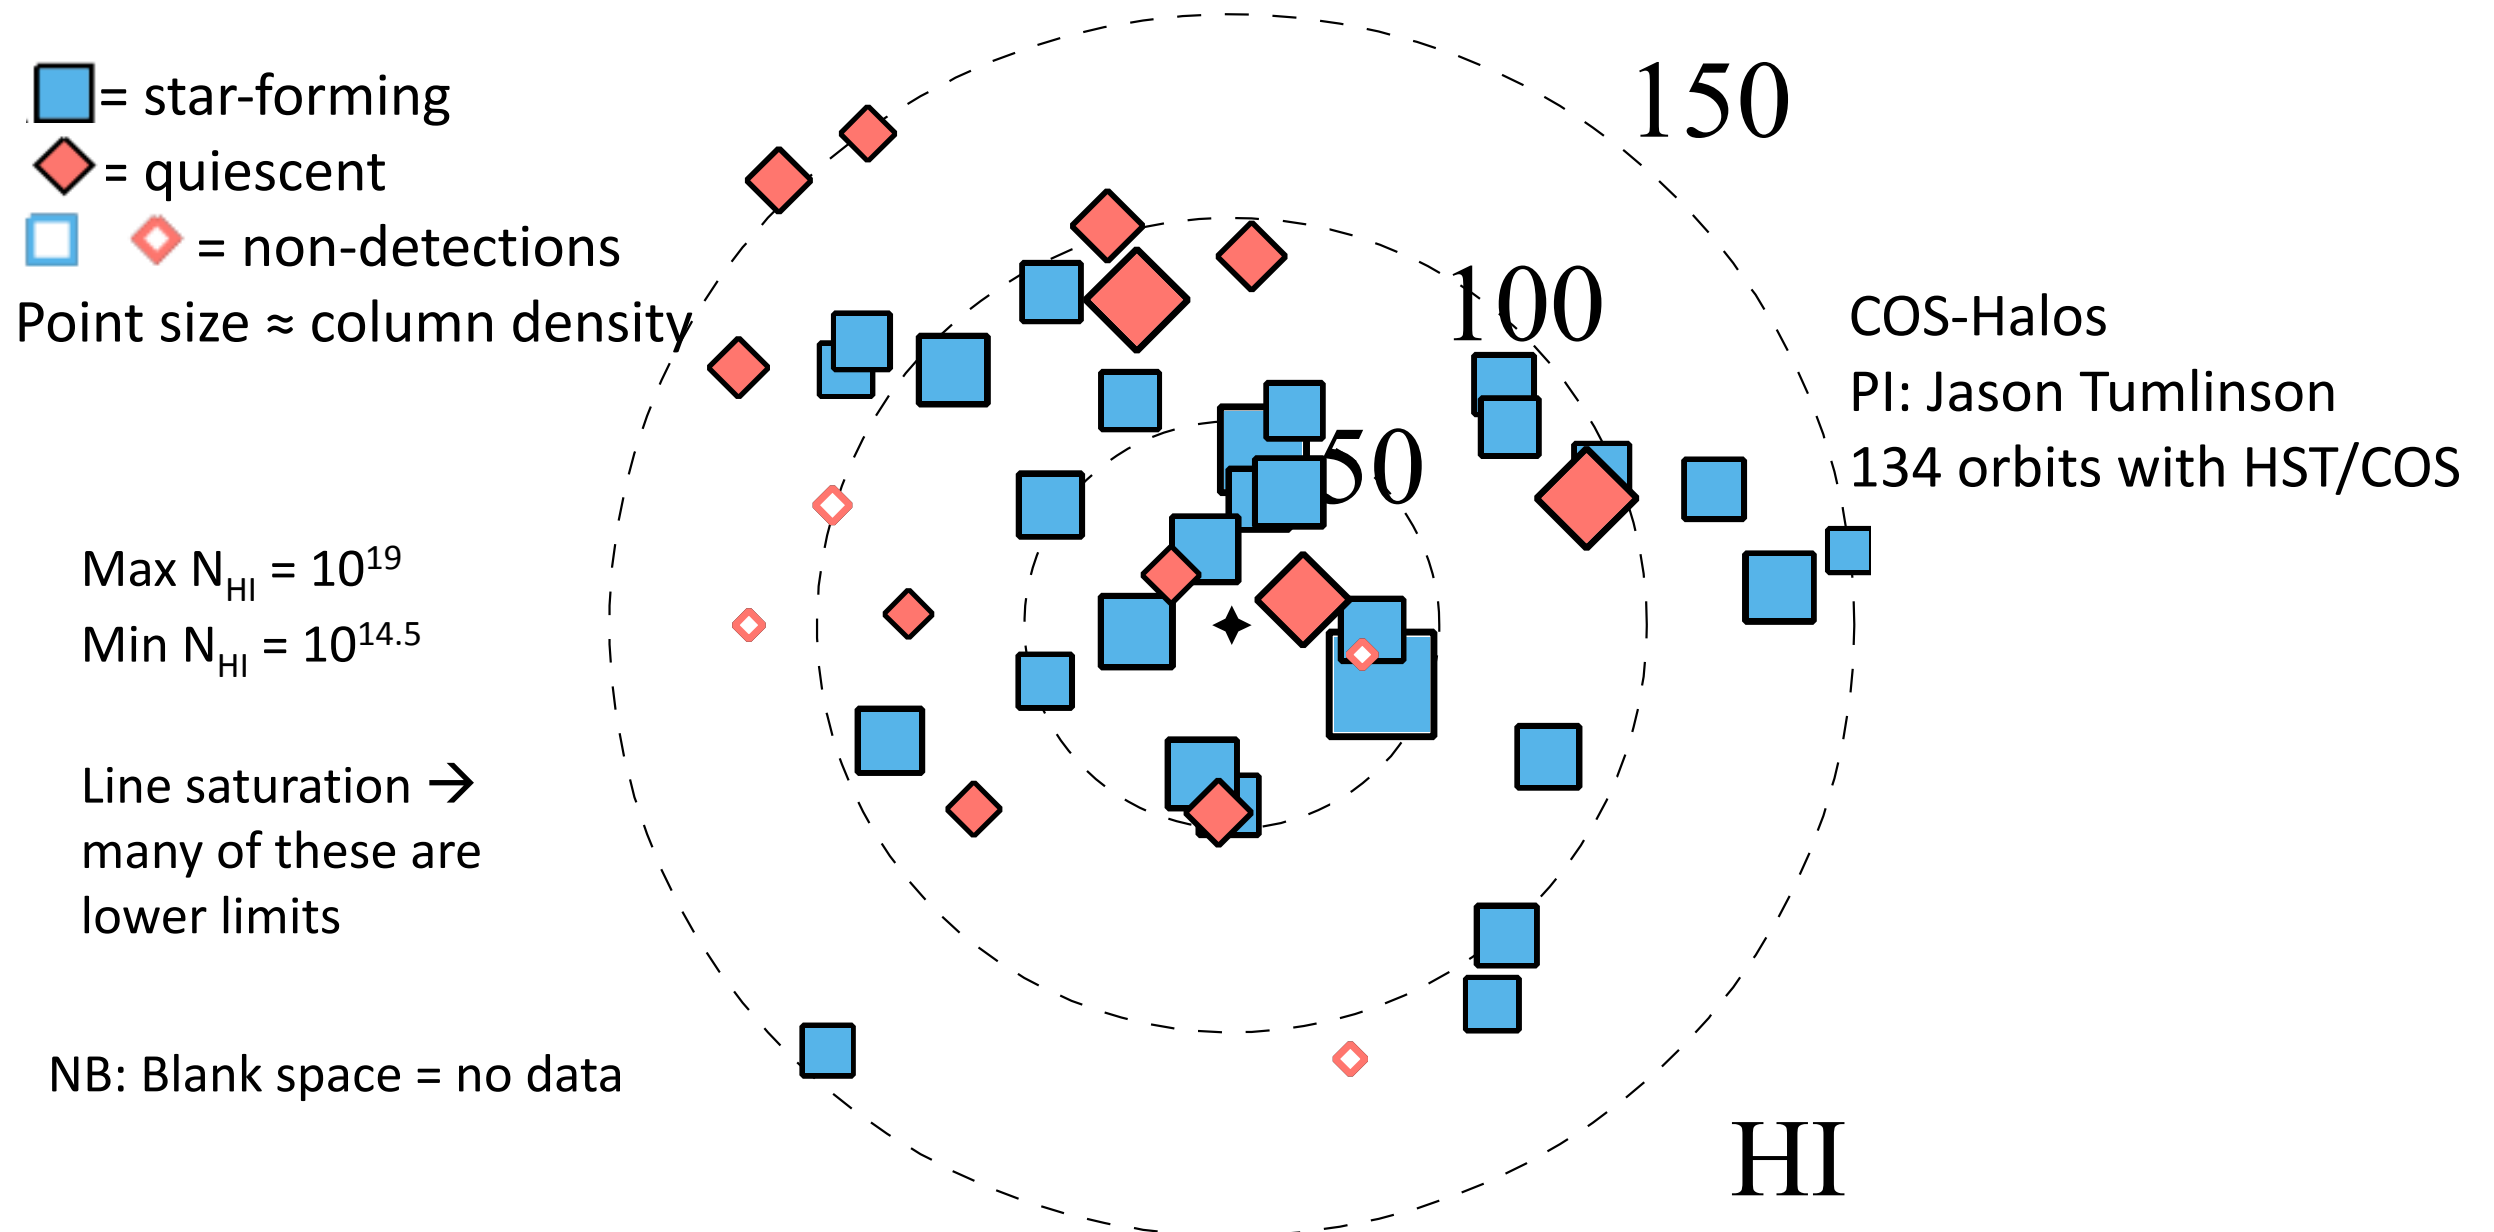 = star-forming
= quiescent
= non-detections
Point size ≈ column density
150
100
50
COS-Halos
PI: Jason Tumlinson
134 orbits with HST/COS
Max N_HI = 10^19
Min N_HI = 10^14.5
Line saturation →
many of these are
lower limits
NB: Blank space = no data
HI